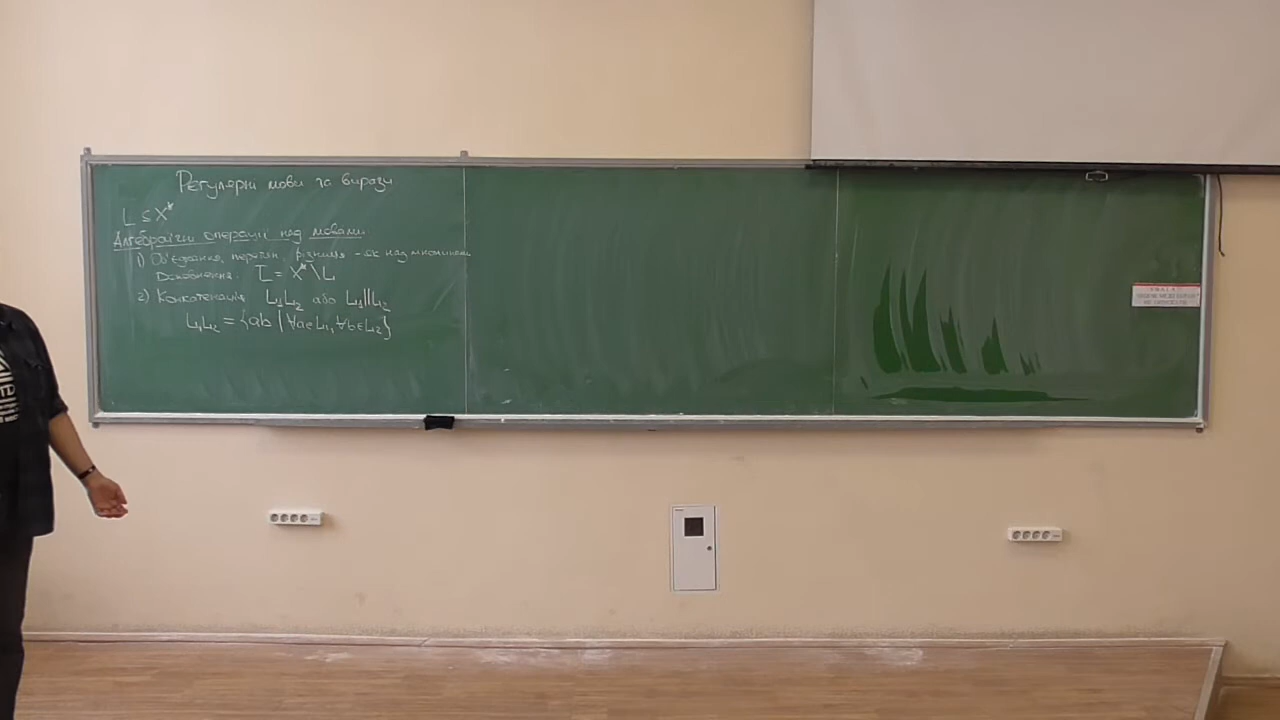 Регулярні мови та вирази
L ⊆ X*
Алгебраїчні операції над мовами.
1) Об'єднання, перетин, різниця - як над множинами
Доповнення: L̅ = X* \ L
2) Конкатенація L₁L₂ або L₁||L₂
L₁L₂ = {ab | ∀a∈L₁, ∀b∈L₂}